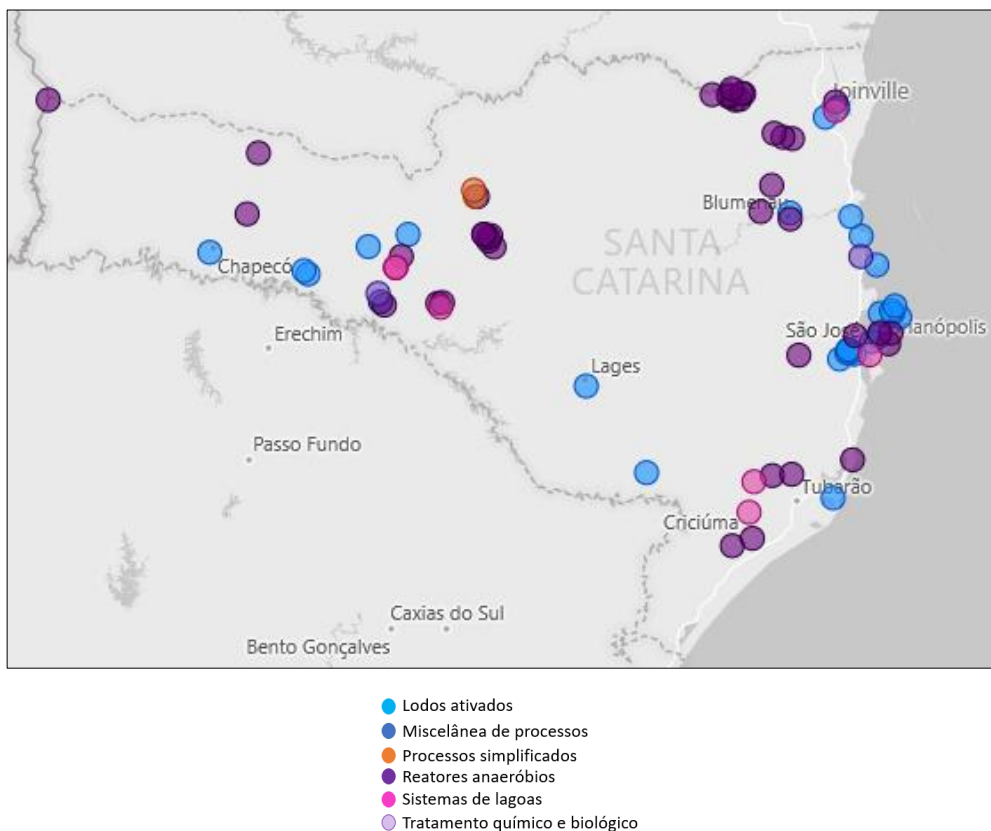 Joinville
Blumenau
SANTA
CATARINA
Chapecó
São José
ianópolis
Erechim
Lages
Passo Fundo
Tubarão
Criciúma
Caxias do Sul
Bento Gonçalves
Lodos ativados
Miscelânea de processos
Processos simplificados
Reatores anaeróbios
Sistemas de lagoas
Tratamento químico e biológico